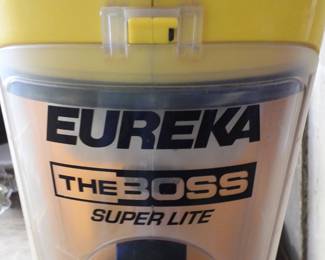 EUREKA
THE BOSS
SUPER LITE